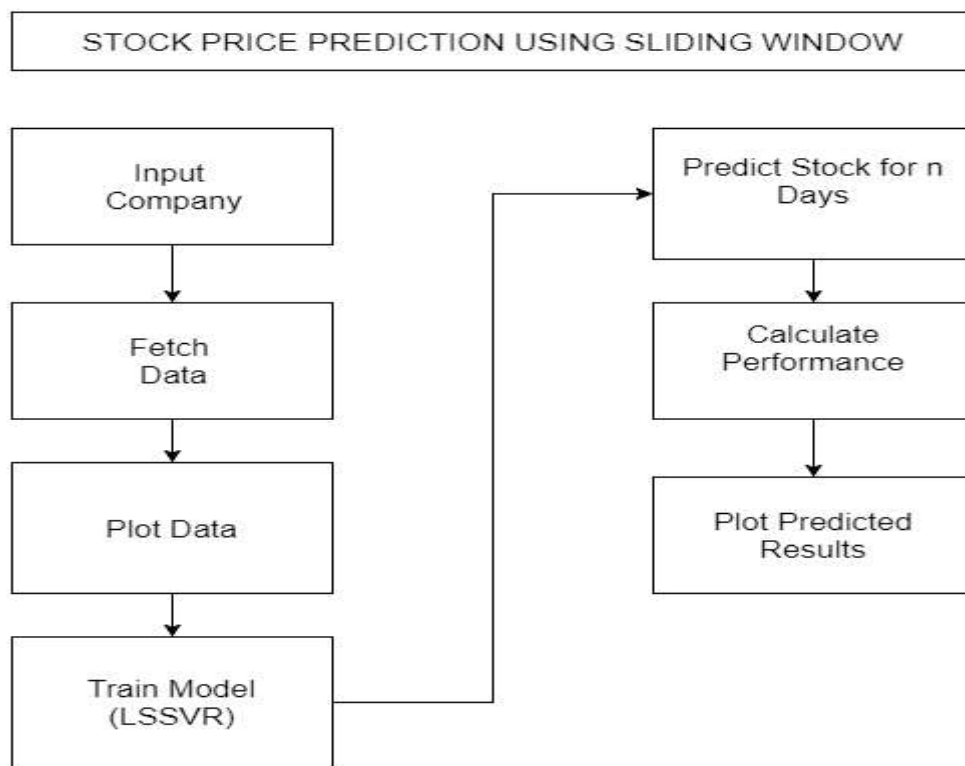 STOCK PRICE PREDICTION USING SLIDING WINDOW
Input
Company
Fetch
Data
Plot Data
Train Model
(LSSVR)
Predict Stock for n
Days
Calculate
Performance
Plot Predicted
Results